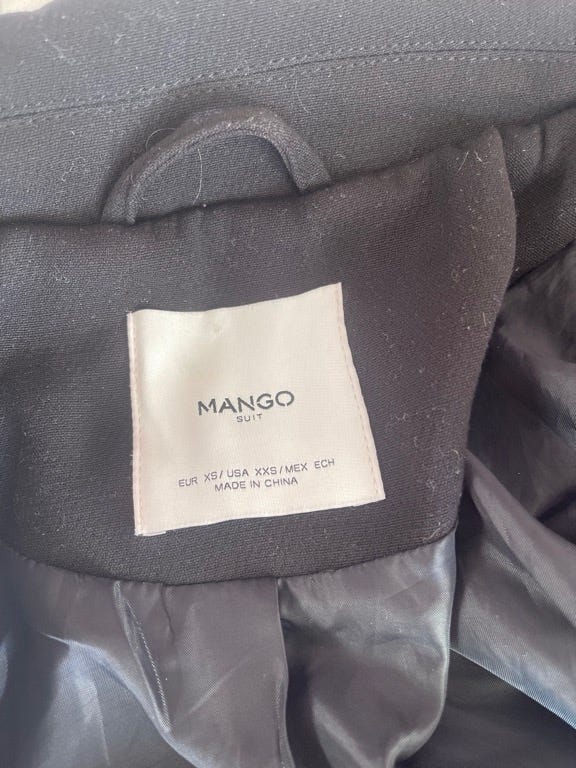 MANGO
SUIT
EUR XS/USA XXS/MEX ECH
MADE IN CHINA